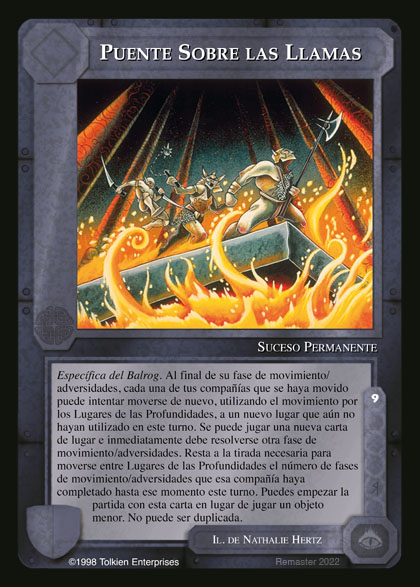 Puente Sobre las Llamas
Suceso Permanente
Específica del Balrog. Al final de su fase de movimiento/
adversidades, cada una de tus compañías que se haya movido
puede intentar moverse de nuevo, utilizando el movimiento por
los Lugares de las Profundidades, a un nuevo lugar que aún no
hayan utilizado en este turno. Se puede jugar una nueva carta
de lugar e inmediatamente debe resolverse otra fase de
movimiento/adversidades. Resta a la tirada necesaria para
moverse entre Lugares de las Profundidades el número de fases
de movimiento/adversidades que esa compañía haya
completado hasta ese momento este turno. Puedes empezar la
partida con esta carta en lugar de jugar un objeto
menor. No puede ser duplicada.
9
Il. de Nathalie Hertz
©1998 Tolkien Enterprises
Remaster 2022